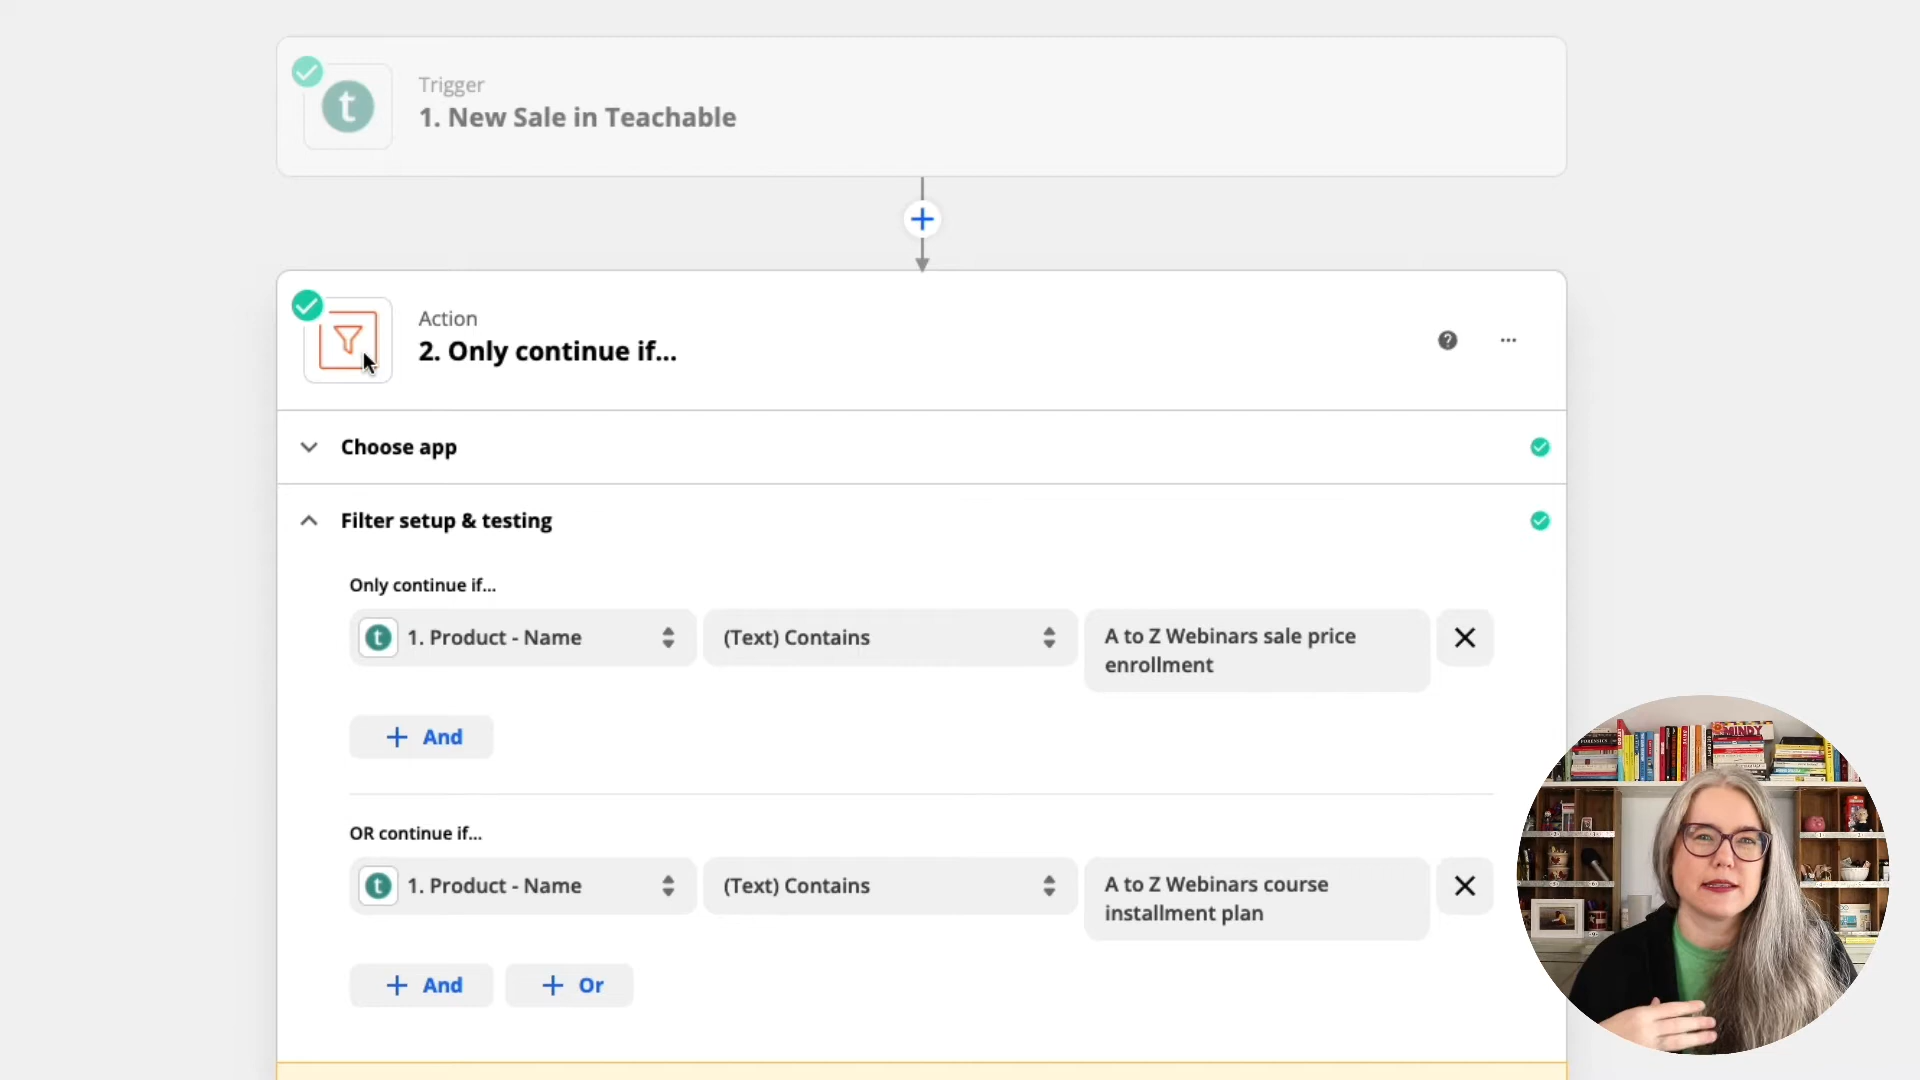 Trigger
1. New Sale in Teachable
Action
2. Only continue if...
Choose app
Filter setup & testing
Only continue if...
1. Product - Name
(Text) Contains
A to Z Webinars sale price
enrollment
And
OR continue if...
1. Product - Name
(Text) Contains
A to Z Webinars course
installment plan
And
Or
MINDY
FORENSICS